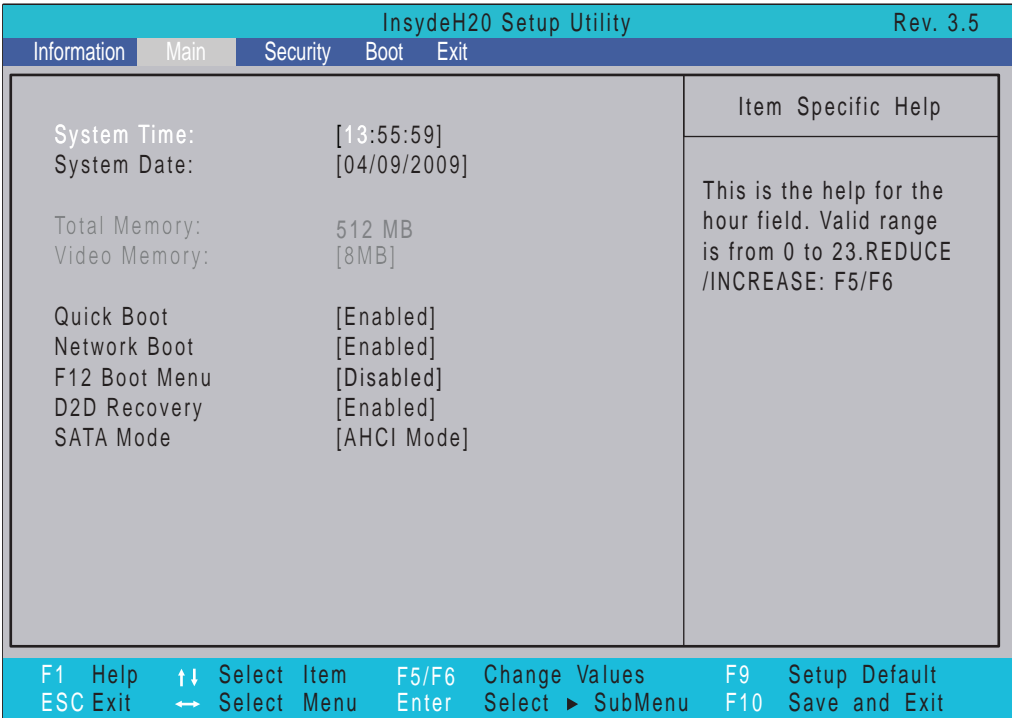 InsydeH20 Setup Utility Rev. 3.5
Information Main Security Boot Exit
System Time: [13:55:59]
System Date: [04/09/2009]
Total Memory: 512 MB
Video Memory: [8MB]
Quick Boot [Enabled]
Network Boot [Enabled]
F12 Boot Menu [Disabled]
D2D Recovery [Enabled]
SATA Mode [AHCI Mode]
Item Specific Help
This is the help for the
hour field. Valid range
is from 0 to 23.REDUCE
/INCREASE: F5/F6
F1 Help ↑↓ Select Item F5/F6 Change Values F9 Setup Default
ESC Exit ↔ Select Menu Enter Select ► SubMenu F10 Save and Exit